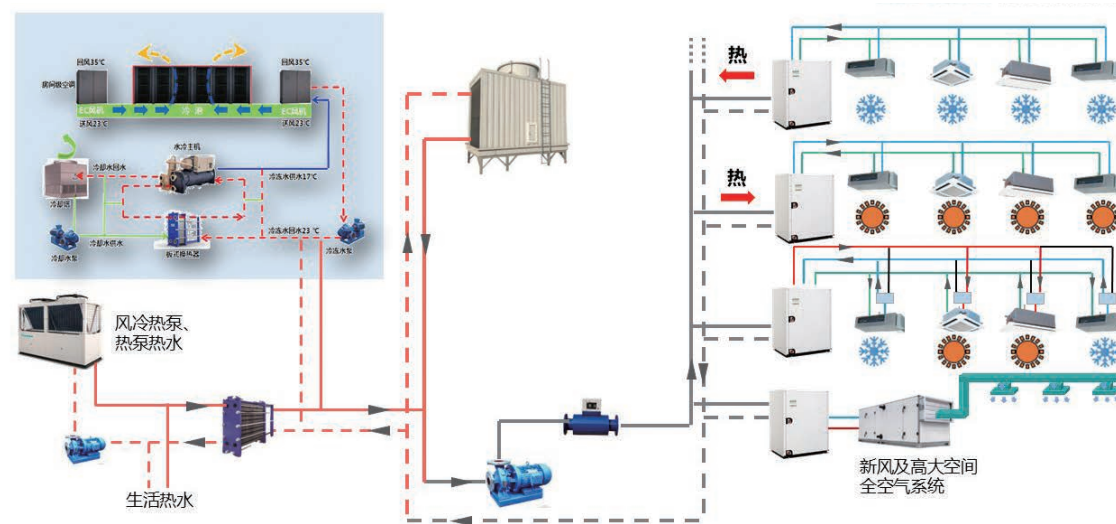 回风35℃
回风35℃
房间级空调
EC风机
冷通
EC风机
送风23℃
送风23℃
水冷主机
冷却水回水
冷冻水供水17℃
冷却塔
冷却水供水
冷冻水回水23 ℃
冷却水泵
板式换热器
冷冻水泵
热
热
风冷热泵、
热泵热水
生活热水
新风及高大空间
全空气系统